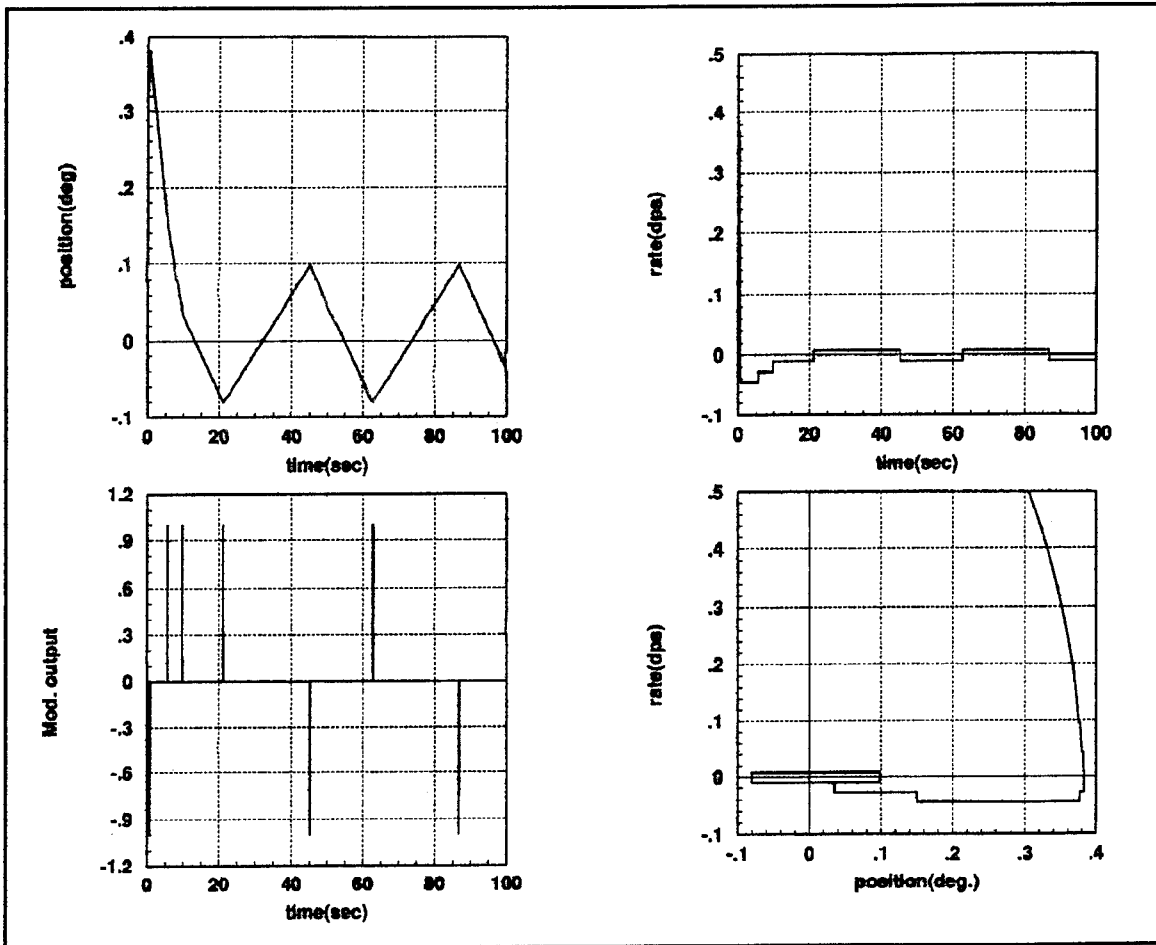 .4
.3
.2
.1
0
-.1
position(deg)
0 20 40 60 80 100
time(sec)
.5
.4
.3
.2
.1
0
-.1
rate(dps)
0 20 40 60 80 100
time(sec)
1.2
.9
.6
.3
0
-.3
-.6
-.9
-1.2
Mod. output
0 20 40 60 80 100
time(sec)
.5
.4
.3
.2
.1
0
-.1
rate(dps)
-.1 0 .1 .2 .3 .4
position(deg.)